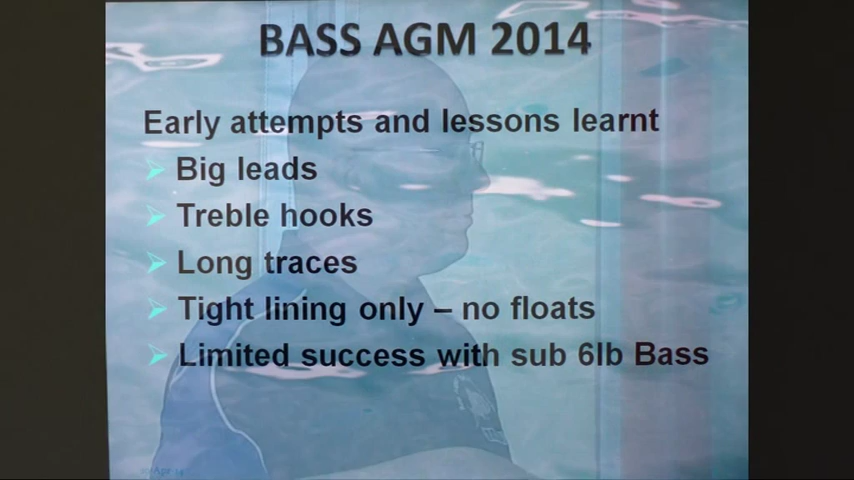 BASS AGM 2014
Early attempts and lessons learnt
Big leads
Treble hooks
Long traces
Tight lining only – no floats
Limited success with sub 6lb Bass